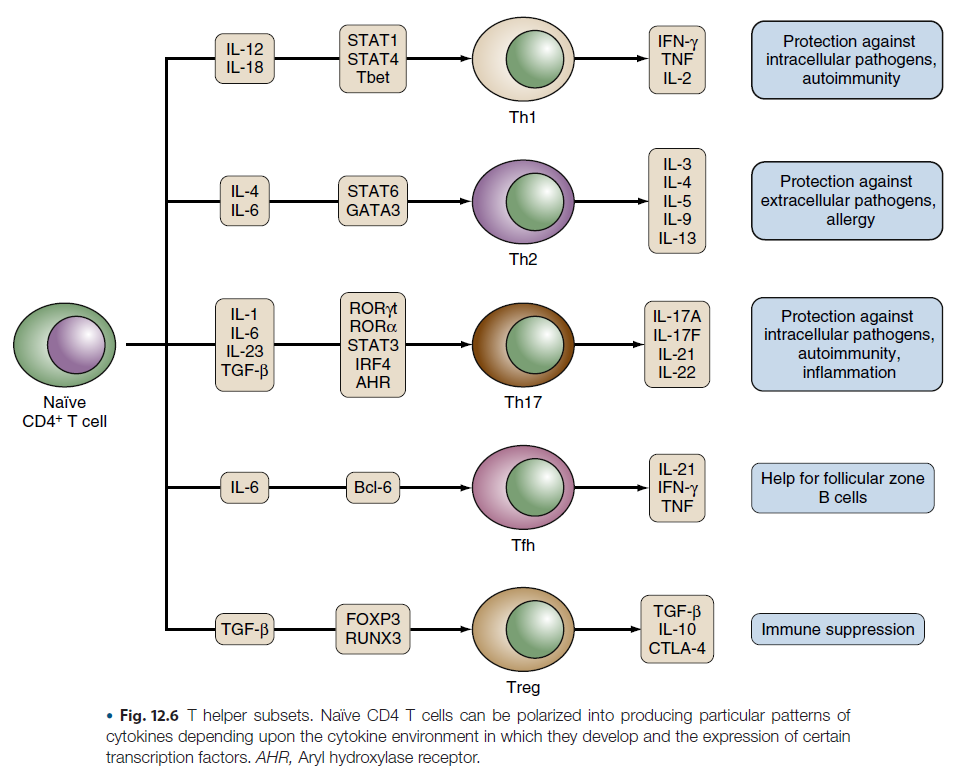 IL-12
IL-18
STAT1
STAT4
Tbet
Th1
IFN-γ
TNF
IL-2
Protection against
intracellular pathogens,
autoimmunity
IL-4
IL-6
STAT6
GATA3
Th2
IL-3
IL-4
IL-5
IL-9
IL-13
Protection against
extracellular pathogens,
allergy
Naïve
CD4⁺ T cell
IL-1
IL-6
IL-23
TGF-β
RORγt
RORα
STAT3
IRF4
AHR
Th17
IL-17A
IL-17F
IL-21
IL-22
Protection against
intracellular pathogens,
autoimmunity,
inflammation
IL-6
Bcl-6
Tfh
IL-21
IFN-γ
TNF
Help for follicular zone
B cells
TGF-β
FOXP3
RUNX3
Treg
TGF-β
IL-10
CTLA-4
Immune suppression
• Fig. 12.6 T helper subsets. Naïve CD4 T cells can be polarized into producing particular patterns of
cytokines depending upon the cytokine environment in which they develop and the expression of certain
transcription factors. AHR, Aryl hydroxylase receptor.